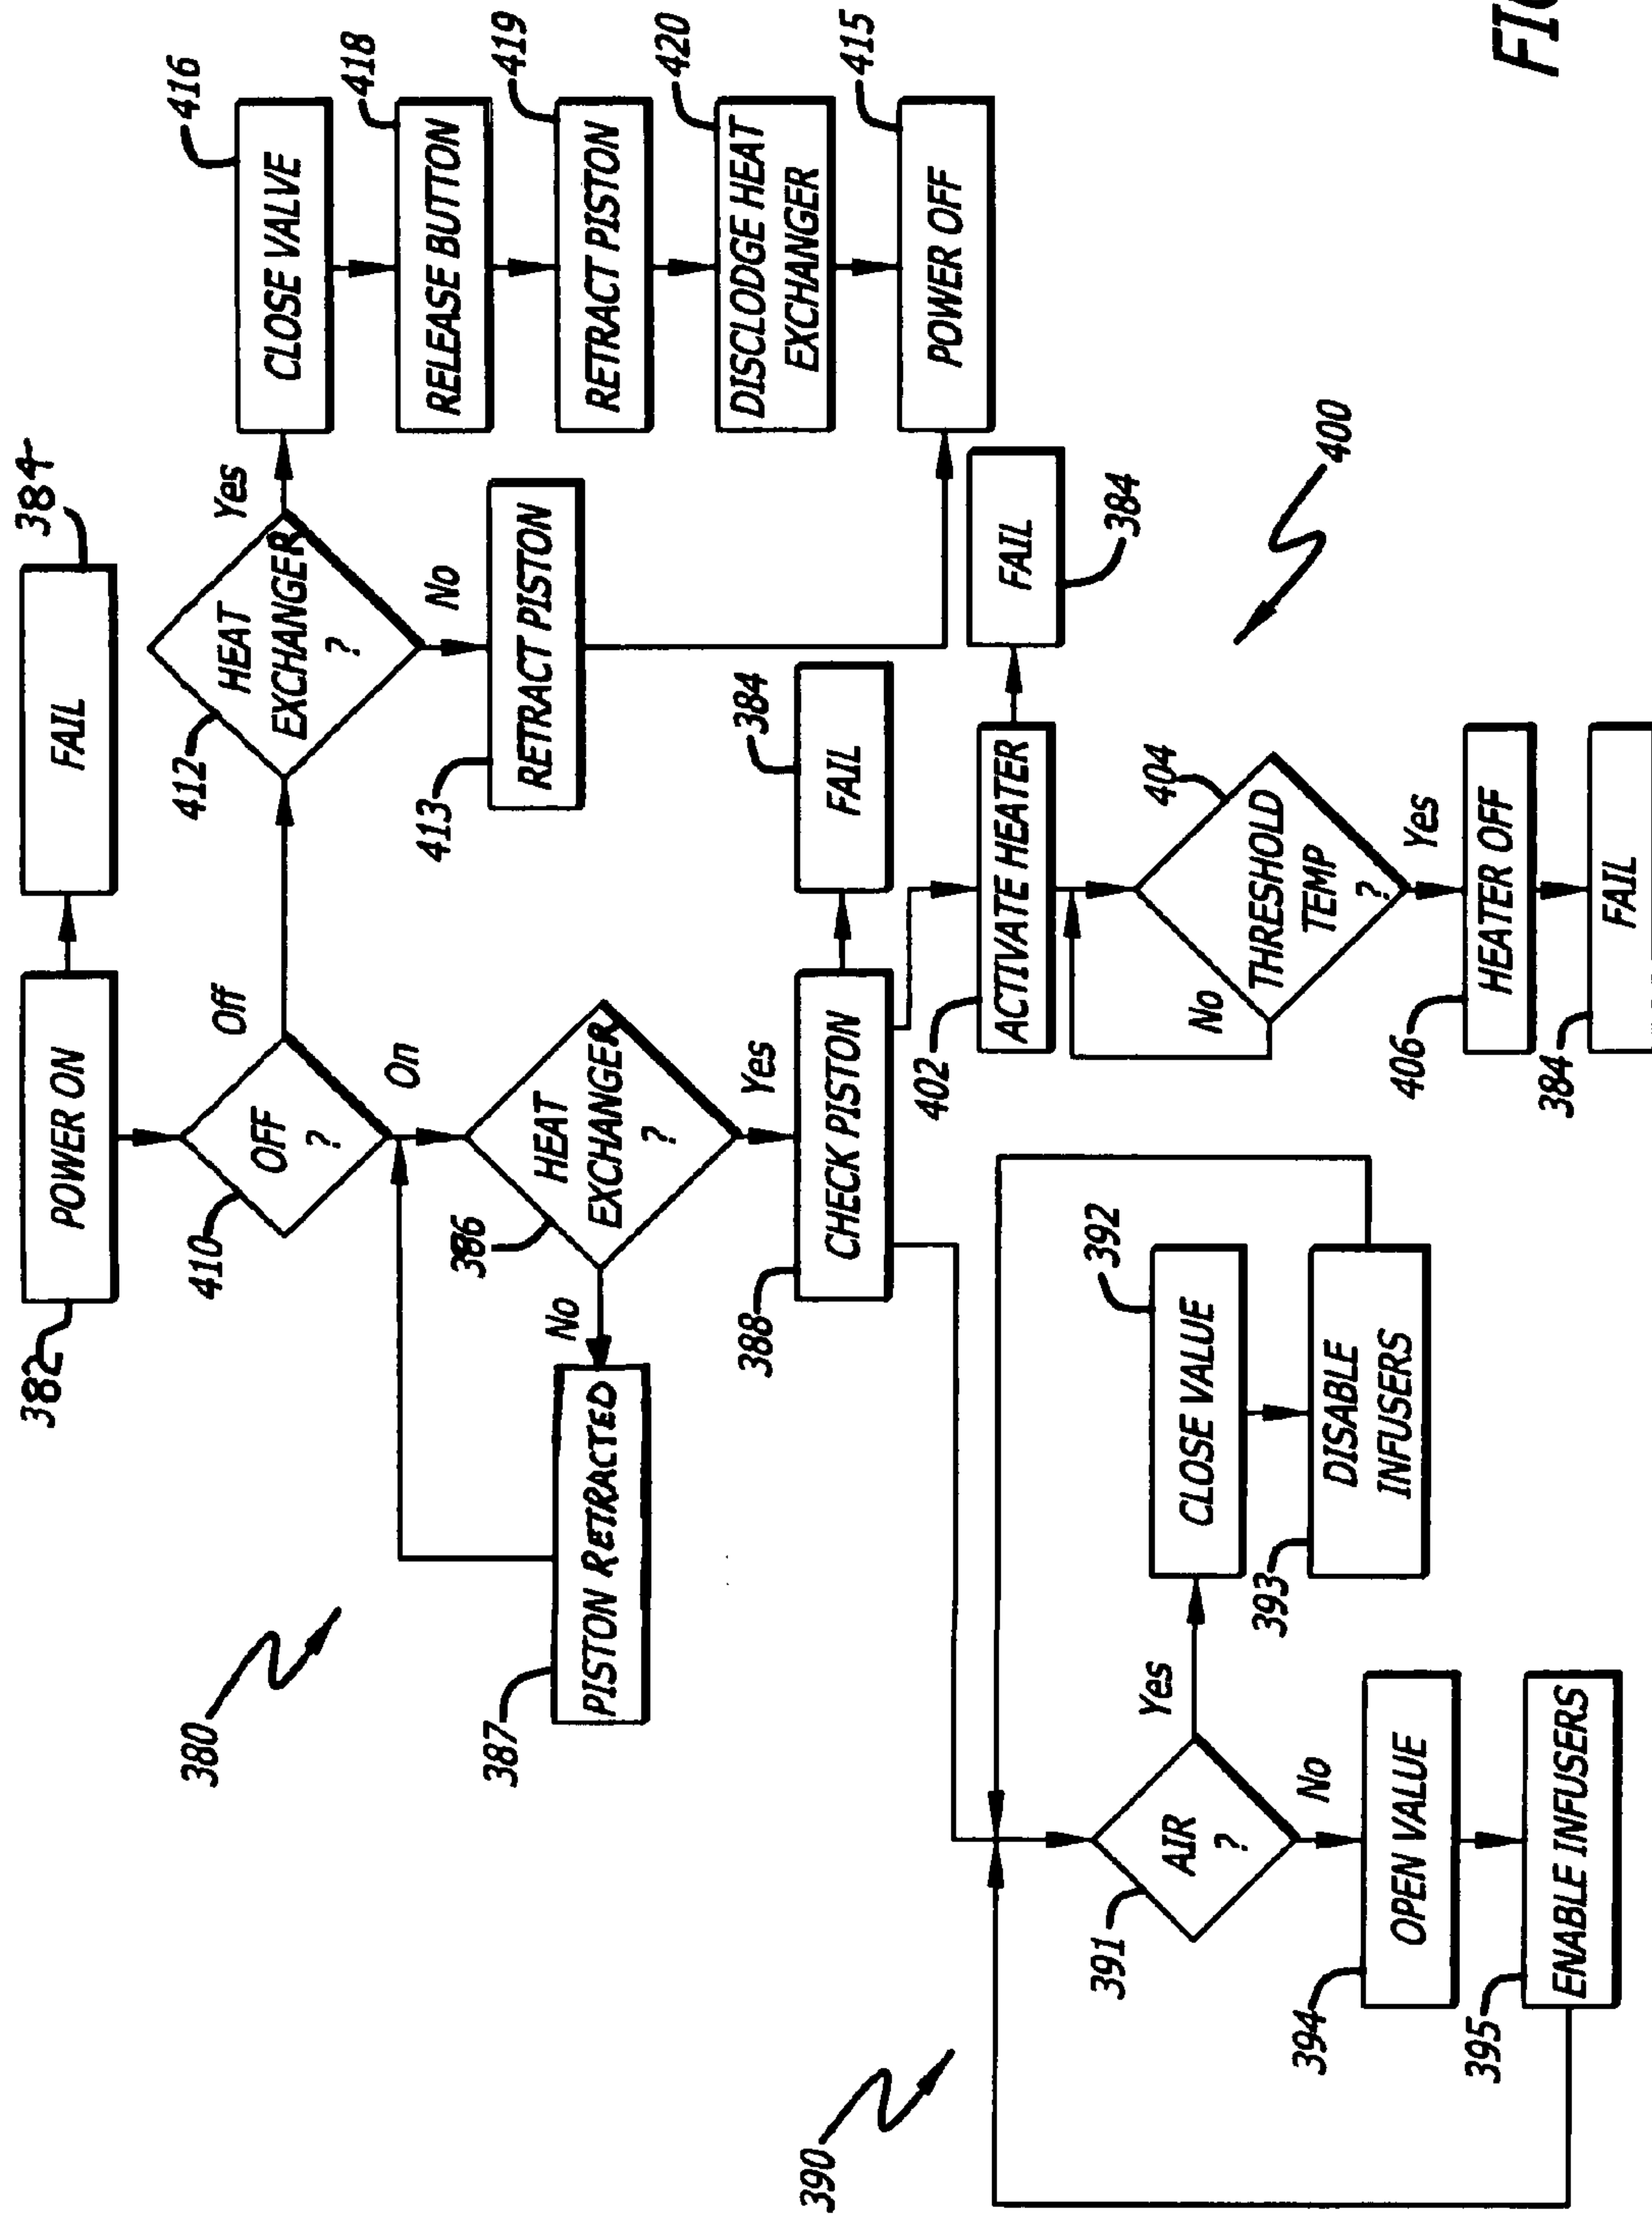 380
382
POWER ON
FAIL
384
410
OFF
?
Off
On
412
HEAT
EXCHANGER
?
Yes
No
416
CLOSE VALVE
418
RELEASE BUTTON
419
RETRACT PISTON
420
DISCLODGE HEAT
EXCHANGER
415
POWER OFF
413
RETRACT PISTON
386
HEAT
EXCHANGER
?
No
Yes
387
PISTON RETRACTED
388
CHECK PISTON
384
FAIL
390
391
AIR
?
Yes
No
392
CLOSE VALUE
393
DISABLE
INFUSERS
394
OPEN VALUE
395
ENABLE INFUSERS
400
402
ACTIVATE HEATER
FAIL
384
404
THRESHOLD
TEMP
?
No
Yes
406
HEATER OFF
384
FAIL